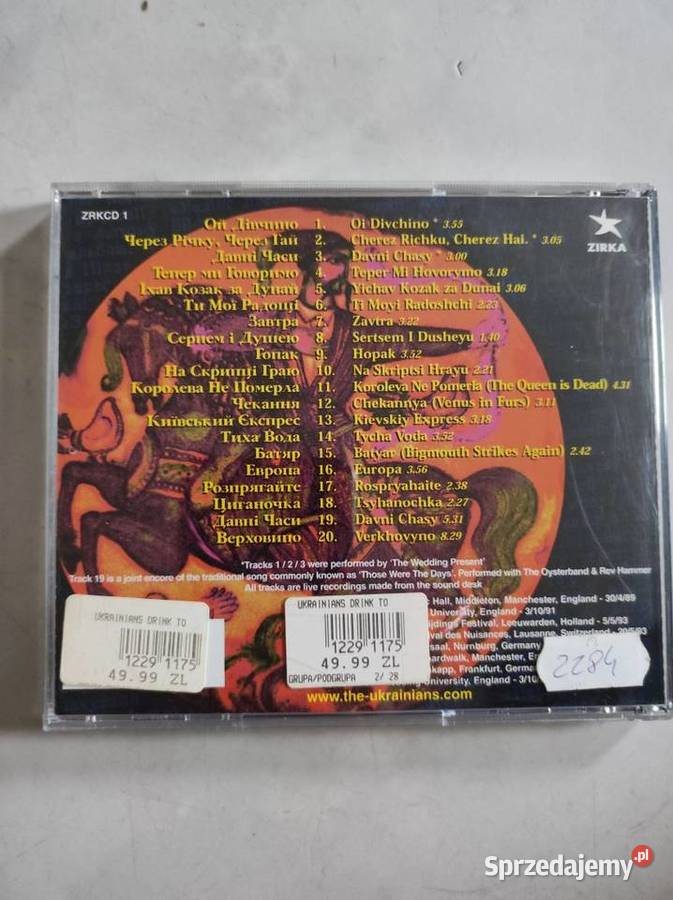 ZRKCD 1
ZIRKA
Ой Дівчино 1. Oi Divchino * 3.55
Через Річку, Через Гай 2. Cherez Richku, Cherez Hai. * 3.05
Давні Часи 3. Davni Chasy * 3.00
Тепер ми Говоримо 4. Teper Mi Hovorymo 3.18
Їхав Козак за Дунай 5. Yichav Kozak za Dunai 3.06
Ти Мої Радощі 6. Ti Moyi Radoshchi 2.23
Завтра 7. Zavtra 3.22
Серцем і Душею 8. Sertsem I Dusheyu 1.40
Гопак 9. Hopak 3.52
На Скрипці Граю 10. Na Skriptsi Hrayu 2.21
Королева Не Померла 11. Koroleva Ne Pomerla (The Queen is Dead) 4.31
Чекання 12. Chekannya (Venus in Furs) 3.11
Київський Єкспрес 13. Kievskiy Express 3.18
Тиха Вода 14. Tycha Voda 3.52
Батяр 15. Batyar (Bigmouth Strikes Again) 2.42
Европа 16. Europa 3.56
Розпрягайте 17. Rospryahaite 2.38
Циганочка 18. Tsyhanochka 2.27
Давні Часи 19. Davni Chasy 5.31
Верховино 20. Verkhovyno 8.29
*Tracks 1 / 2 / 3 were performed by 'The Wedding Present'
Track 19 is a joint encore of the traditional song commonly known as 'Those Were The Days'. Performed with The Oysterband & Rev Hammer
All tracks are live recordings made from the sound desk
Hall, Middleton, Manchester, England - 30/4/89
University, England - 3/10/91
Festival, Leeuwarden, Holland - 5/5/93
des Nuisances, Lausanne, Switzerland
Nurnburg, Germany
Manchester,
Frankfurt,
University, England
UKRAINIANS DRINK TO
1229 1175
49.99 ZL
UKRAINIANS DRINK TO
1229 1175
49.99 ZL
GRUPA/PODGRUPA 2/ 28
2284
www.the-ukrainians.com
Sprzedajemy.pl